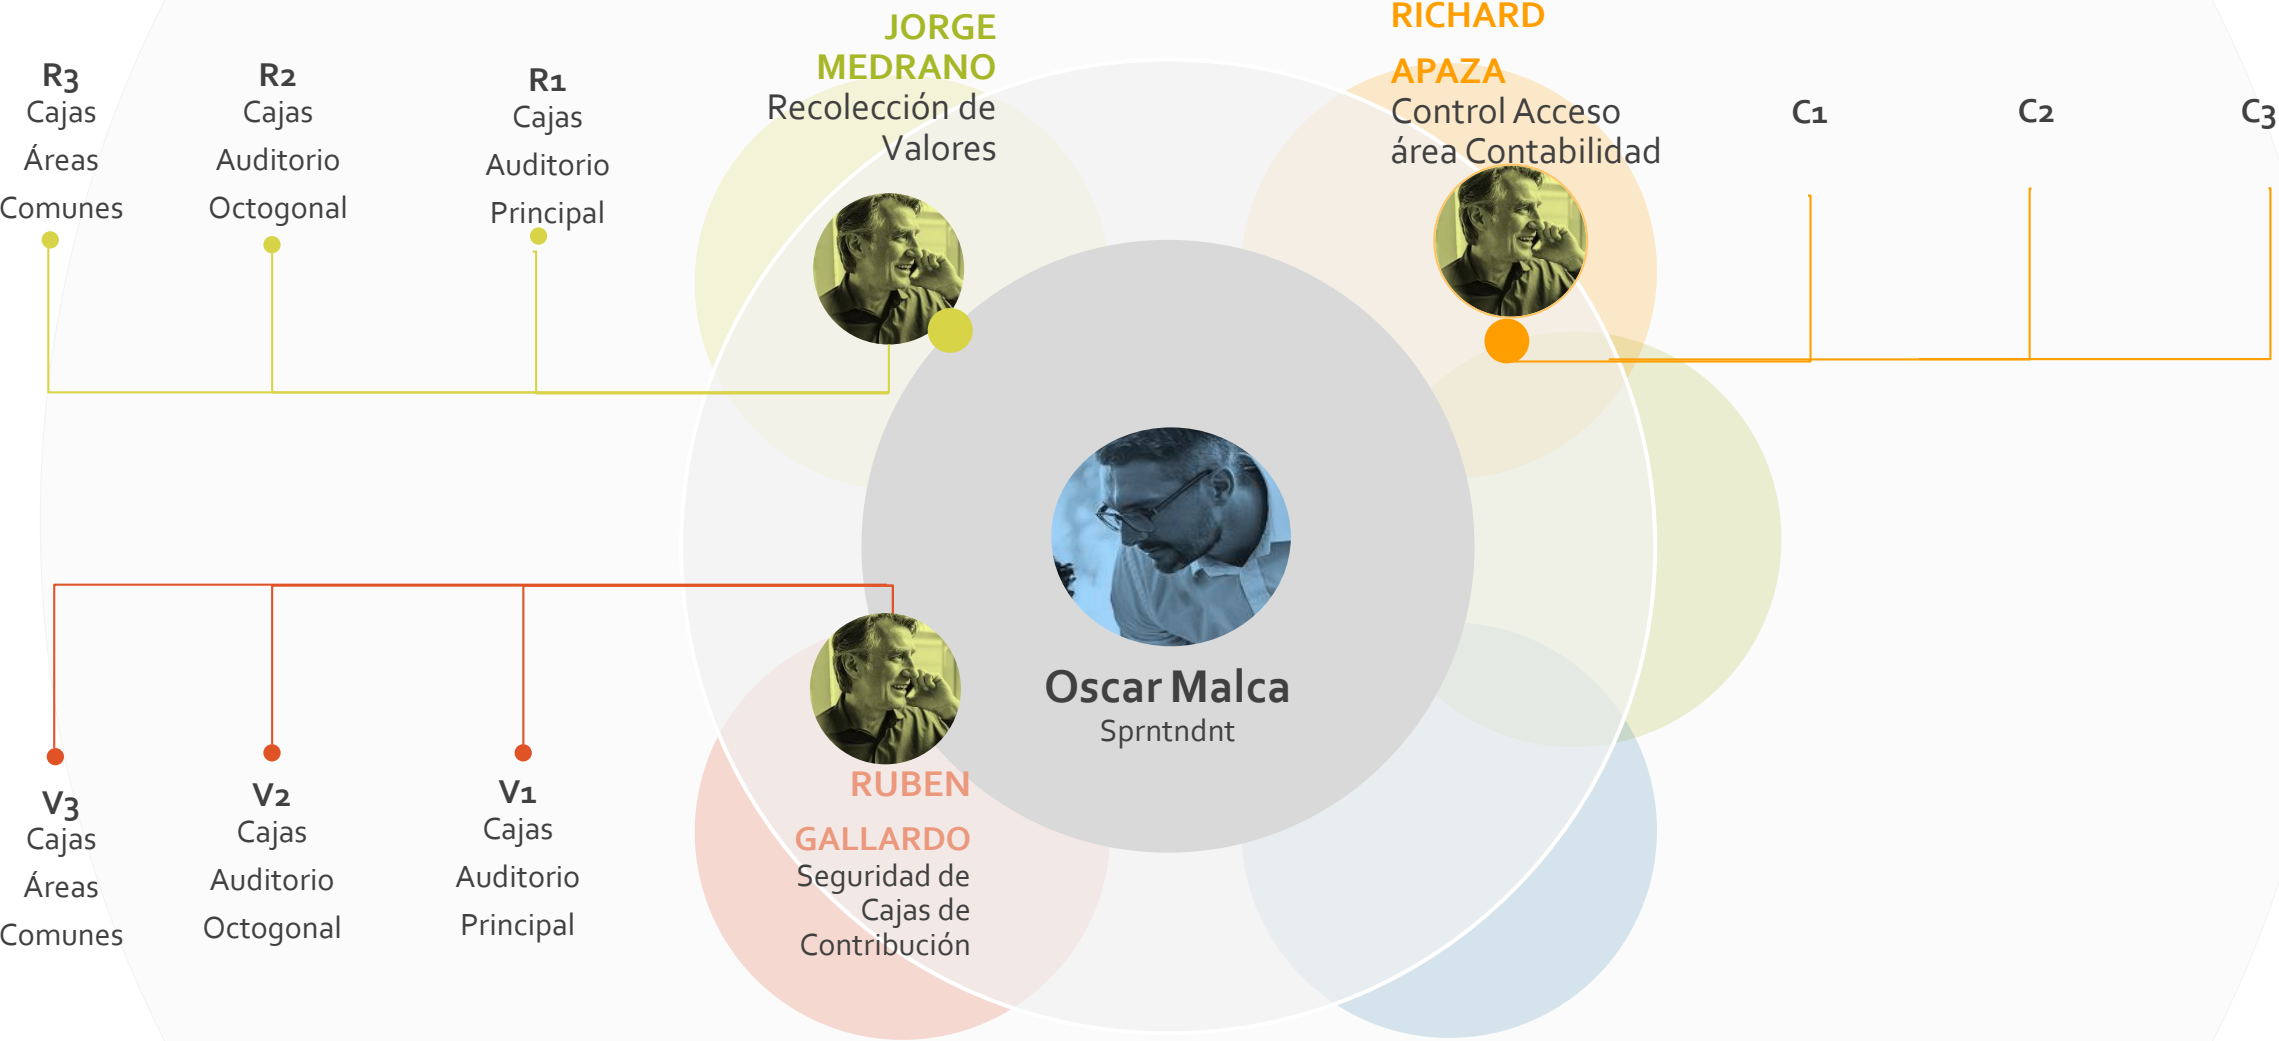 R3
Cajas
Áreas
Comunes
R2
Cajas
Auditorio
Octogonal
R1
Cajas
Auditorio
Principal
JORGE
MEDRANO
Recolección de
Valores
RICHARD
APAZA
Control Acceso
área Contabilidad
C1
C2
C3
Oscar Malca
Sprntndnt
V3
Cajas
Áreas
Comunes
V2
Cajas
Auditorio
Octogonal
V1
Cajas
Auditorio
Principal
RUBEN
GALLARDO
Seguridad de
Cajas de
Contribución